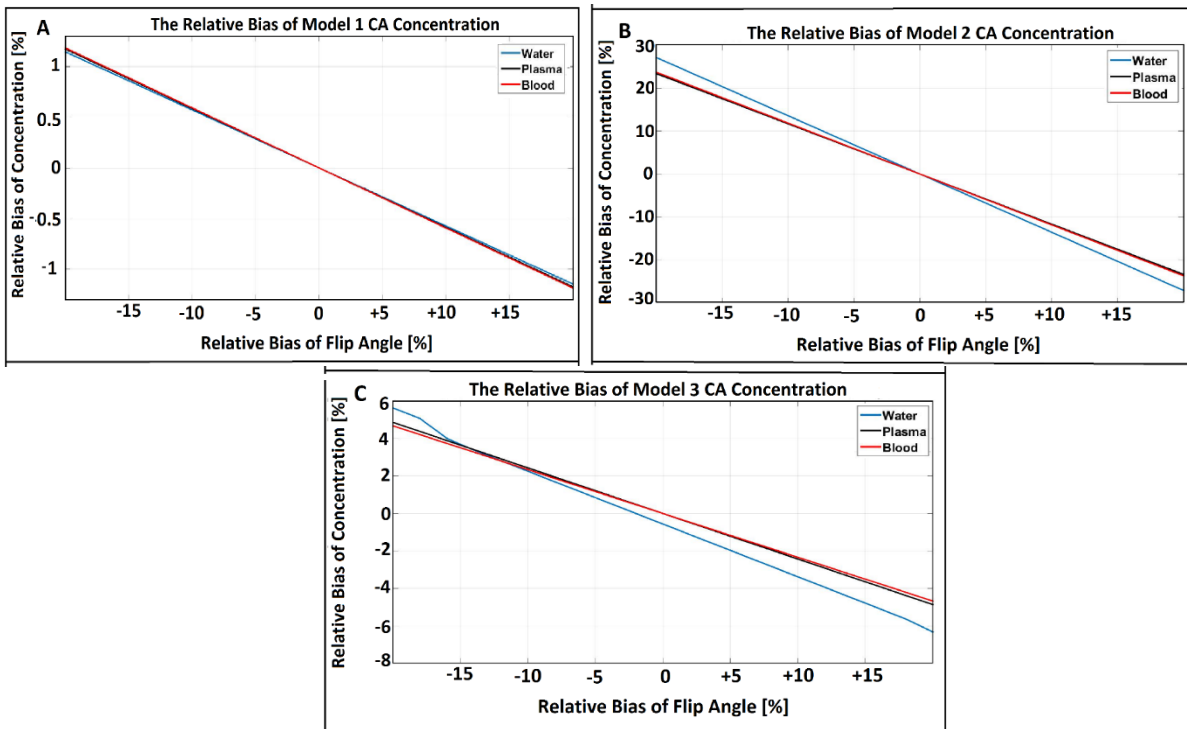 A
The Relative Bias of Model 1 CA Concentration
Relative Bias of Concentration [%]
1
0.5
0
-0.5
-1
Water
Plasma
Blood
-15 -10 -5 0 +5 +10 +15
Relative Bias of Flip Angle [%]
B
The Relative Bias of Model 2 CA Concentration
Relative Bias of Concentration [%]
30
20
10
0
-10
-20
-30
Water
Plasma
Blood
-15 -10 -5 0 +5 +10 +15
Relative Bias of Flip Angle [%]
C
The Relative Bias of Model 3 CA Concentration
Relative Bias of Concentration [%]
6
4
2
0
-2
-4
-6
-8
Water
Plasma
Blood
-15 -10 -5 0 +5 +10 +15
Relative Bias of Flip Angle [%]